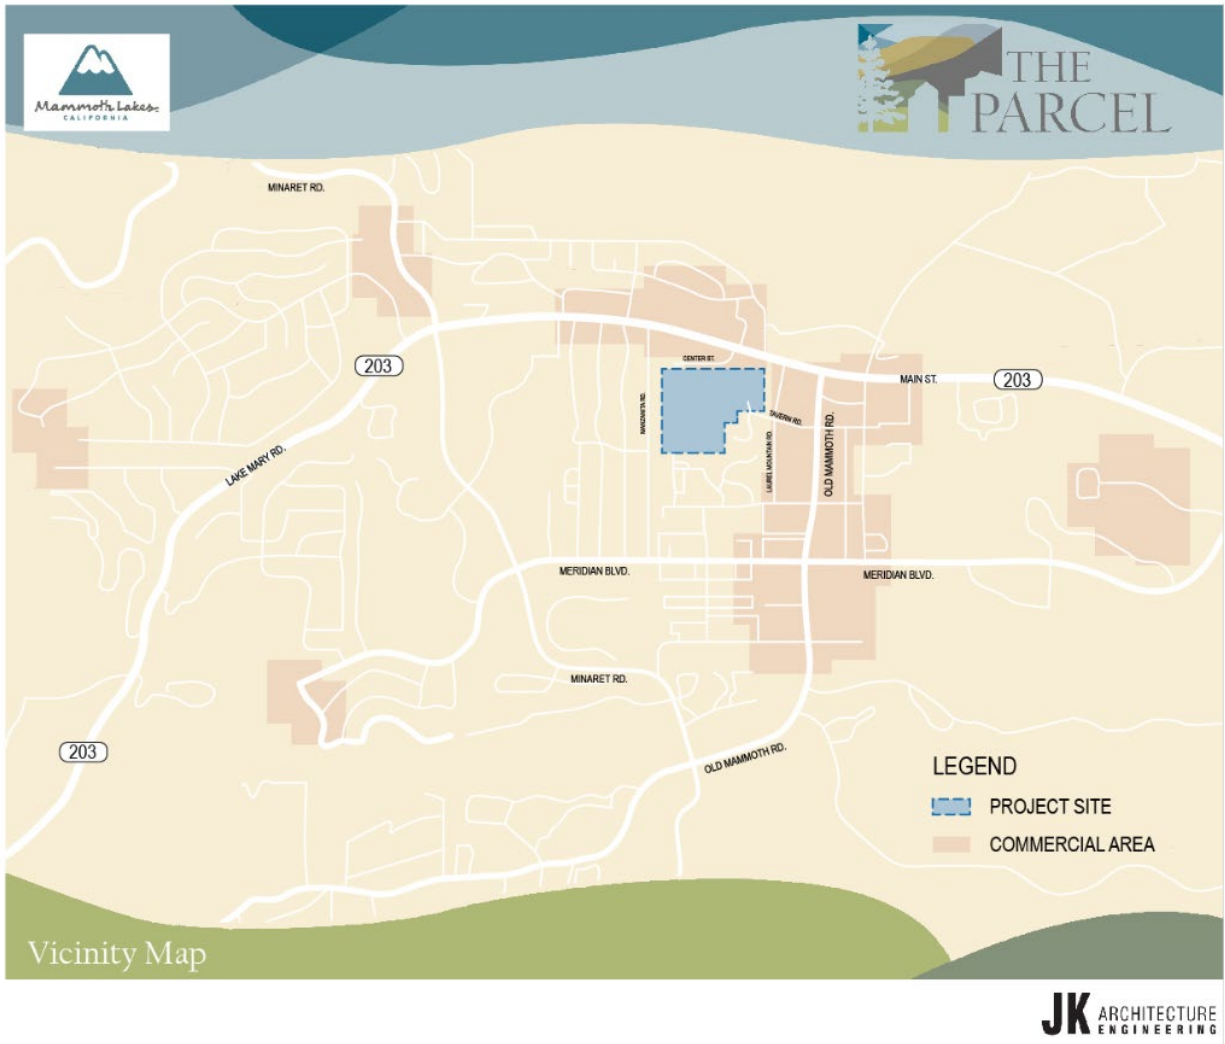 Mammoth Lakes
CALIFORNIA
THE
PARCEL
MINARET RD.
203
CENTER ST.
MAIN ST.
203
MANZANITA RD.
TAVERN RD.
OLD MAMMOTH RD.
LAUREL MOUNTAIN RD.
LAKE MARY RD.
MERIDIAN BLVD.
MERIDIAN BLVD.
MINARET RD.
203
OLD MAMMOTH RD.
LEGEND
PROJECT SITE
COMMERCIAL AREA
Vicinity Map
JK ARCHITECTURE
ENGINEERING